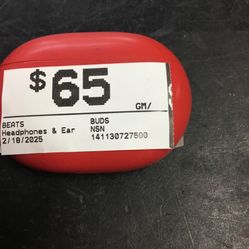 $65
GM/
BEATS BUDS
Headphones & Ear NSN
2/18/2025 141130727500